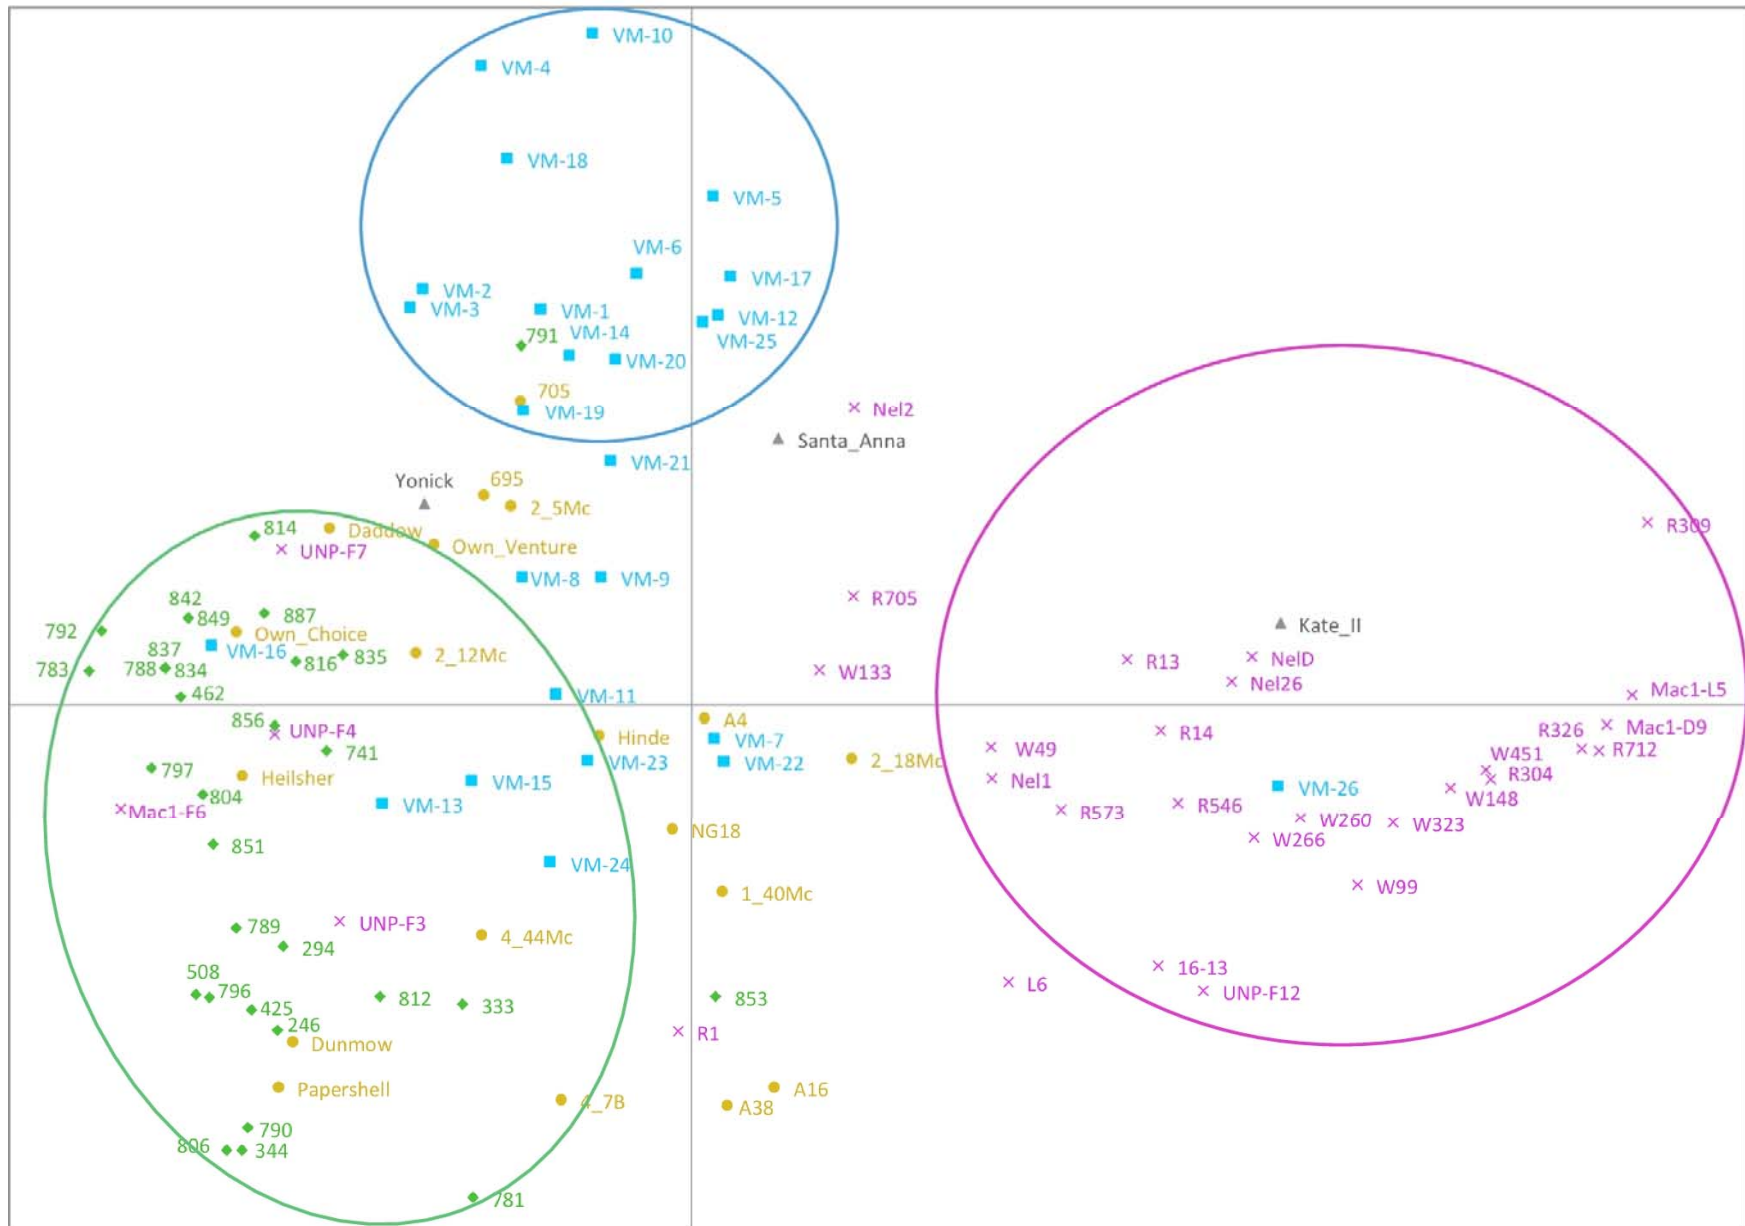 VM-10
VM-4
VM-18
VM-5
VM-6
VM-17
VM-2
VM-3
VM-1
VM-12
VM-14
791
VM-25
VM-20
705
VM-19
Nel2
Santa_Anna
VM-21
Yonick
695
2_5Mc
R309
814
Daddow
UNP-F7
Own_Venture
VM-8
VM-9
842
R705
849
887
Kate_II
792
Own_Choice
837
VM-16
2_12Mc
783
788
834
816
835
W133
R13
NelD
Nel26
462
VM-11
Mac1-L5
856
UNP-F4
Hinde
A4
R14
R326
Mac1-D9
VM-7
W49
741
R712
W451
797
Heilsher
VM-23
VM-22
2_18Mc
R304
Nel1
VM-15
VM-26
804
W148
Mac1-F6
VM-13
R573
R546
W260
W323
NG18
W266
851
VM-24
W99
1_40Mc
789
UNP-F3
4_44Mc
294
508
16-13
796
812
333
853
L6
UNP-F12
425
246
R1
Dunmow
Papershell
A16
4_7B
A38
790
806
344
781